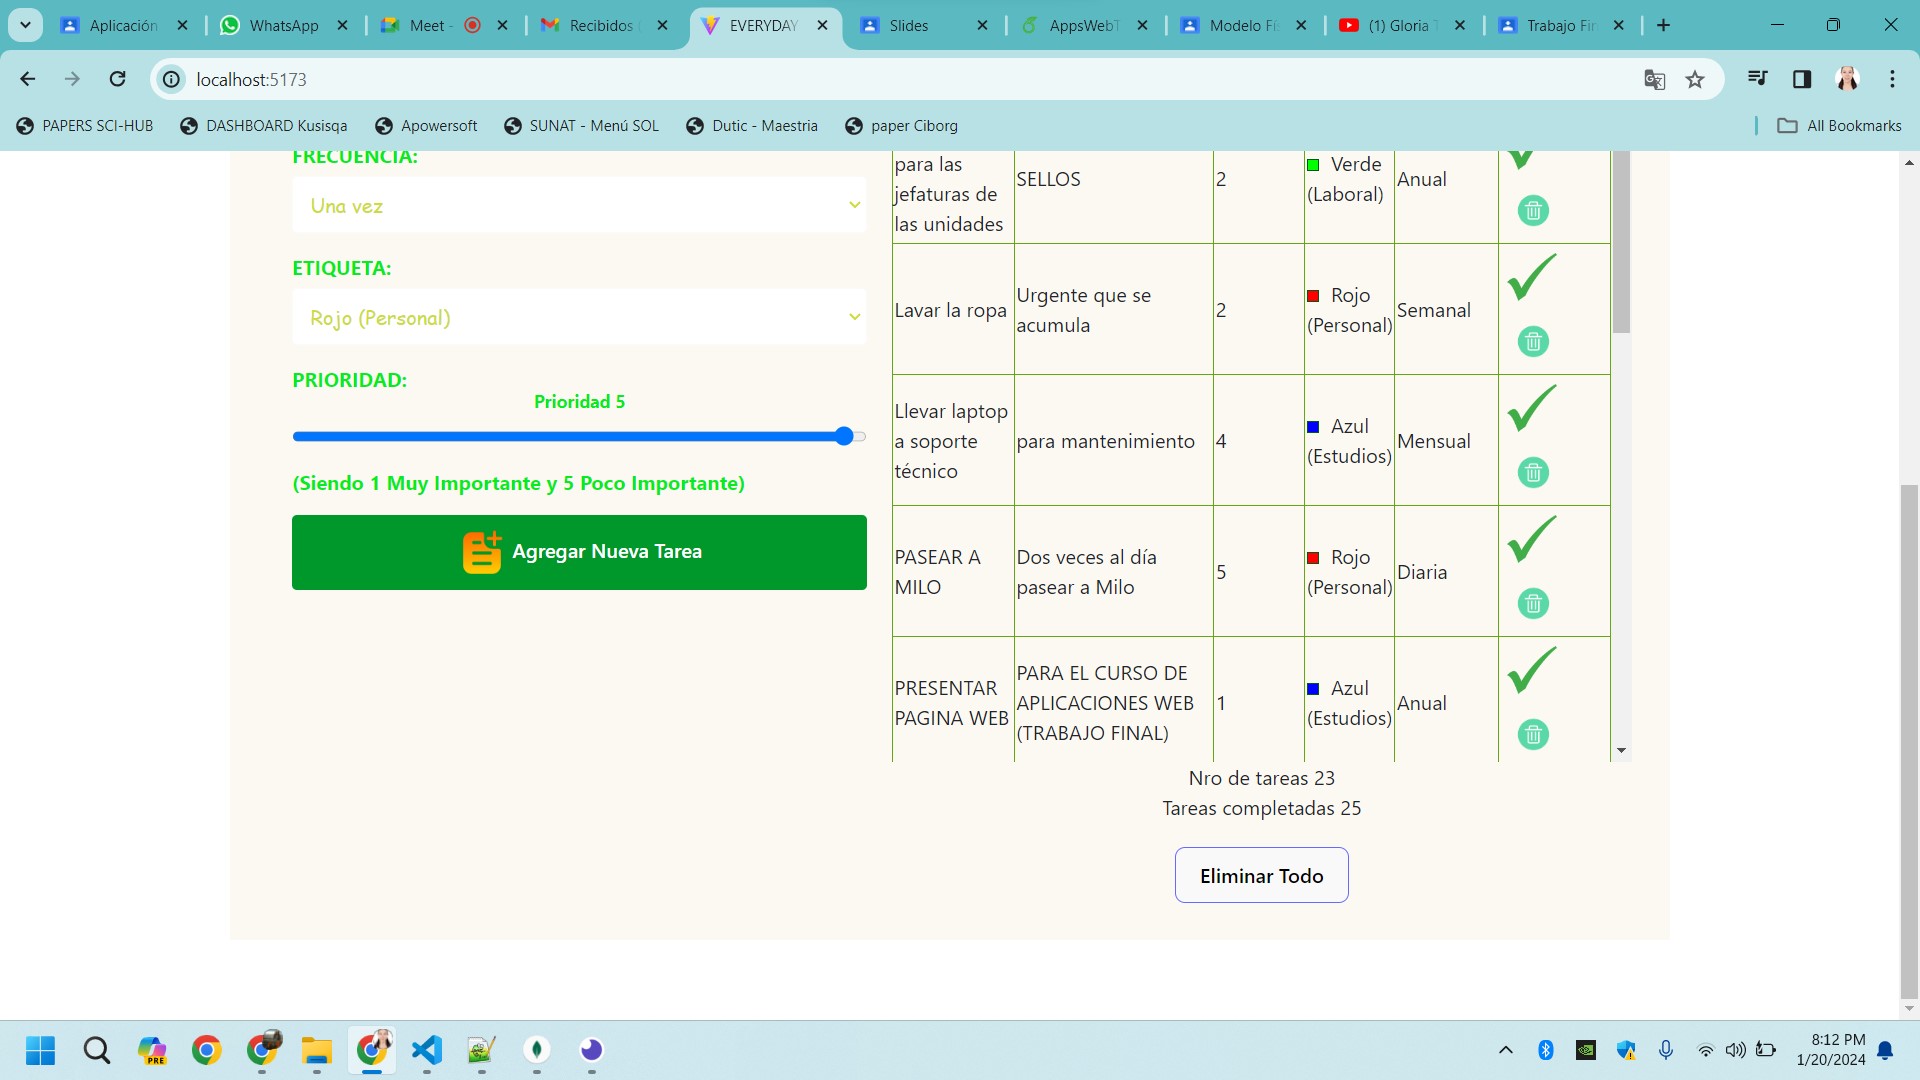 Aplicación
WhatsApp
Meet -
Recibidos
EVERYDAY
Slides
AppsWebT
Modelo Fí
(1) Gloria T
Trabajo Fin
localhost:5173
PAPERS SCI-HUB
DASHBOARD Kusisqa
Apowersoft
SUNAT - Menú SOL
Dutic - Maestria
paper Ciborg
All Bookmarks
FRECUENCIA:
Una vez
ETIQUETA:
Rojo (Personal)
PRIORIDAD:
Prioridad 5
(Siendo 1 Muy Importante y 5 Poco Importante)
Agregar Nueva Tarea
para las
jefaturas de
las unidades
SELLOS
2
Verde
(Laboral)
Anual
Lavar la ropa
Urgente que se
acumula
2
Rojo
(Personal)
Semanal
Llevar laptop
a soporte
técnico
para mantenimiento
4
Azul
(Estudios)
Mensual
PASEAR A
MILO
Dos veces al día
pasear a Milo
5
Rojo
(Personal)
Diaria
PRESENTAR
PAGINA WEB
PARA EL CURSO DE
APLICACIONES WEB
(TRABAJO FINAL)
1
Azul
(Estudios)
Anual
Nro de tareas 23
Tareas completadas 25
Eliminar Todo
PRE
8:12 PM
1/20/2024